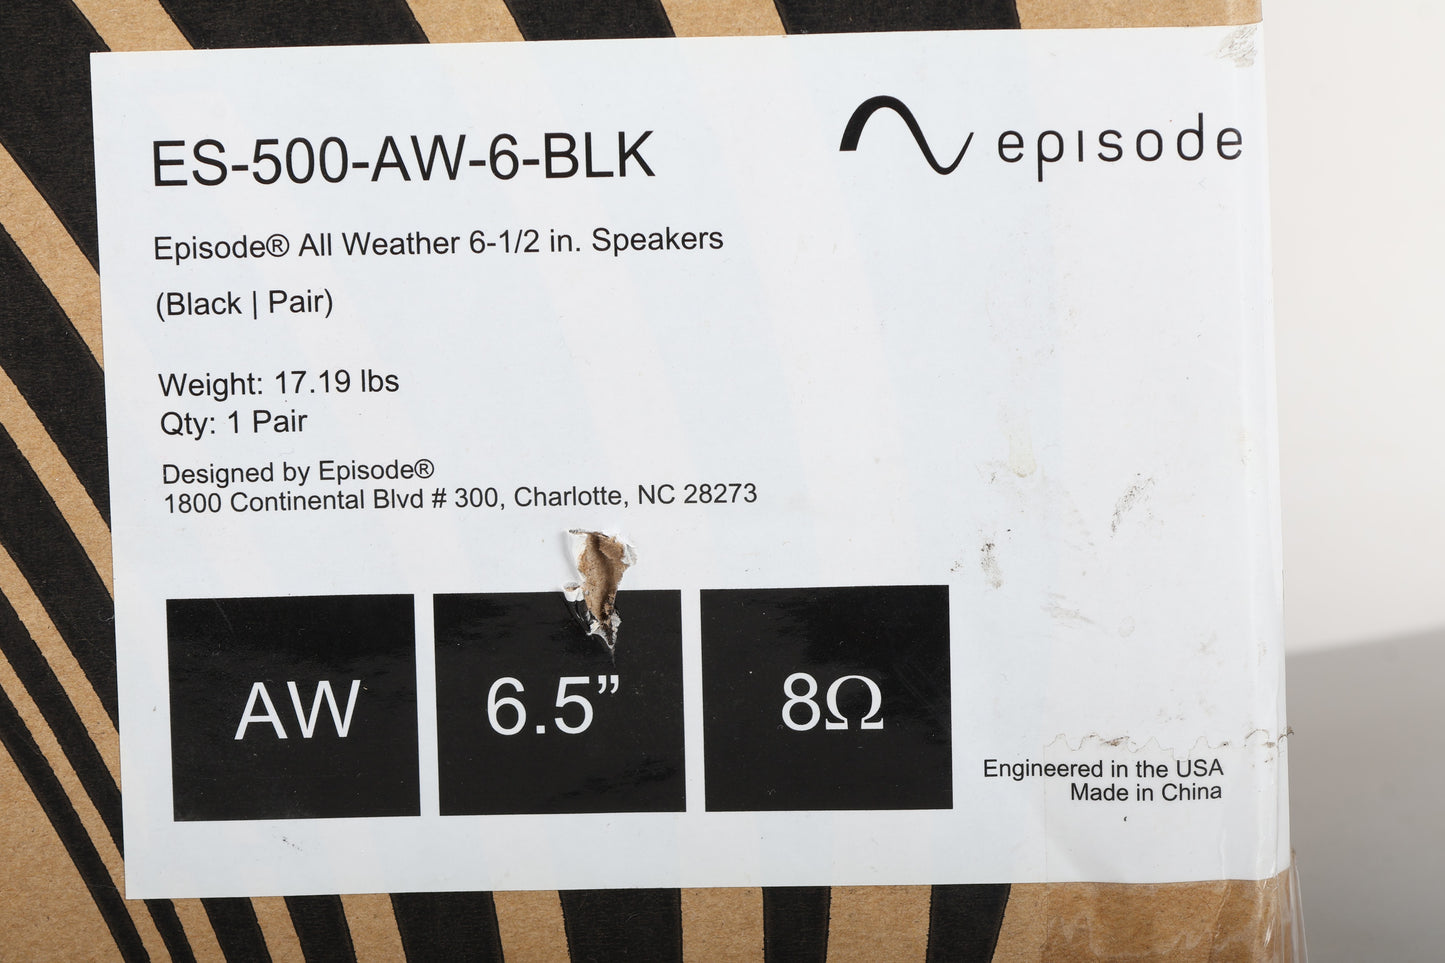 ES-500-AW-6-BLK
episode
Episode® All Weather 6-1/2 in. Speakers
(Black | Pair)
Weight: 17.19 lbs
Qty: 1 Pair
Designed by Episode®
1800 Continental Blvd # 300, Charlotte, NC 28273
AW
6.5”
8Ω
Engineered in the USA
Made in China